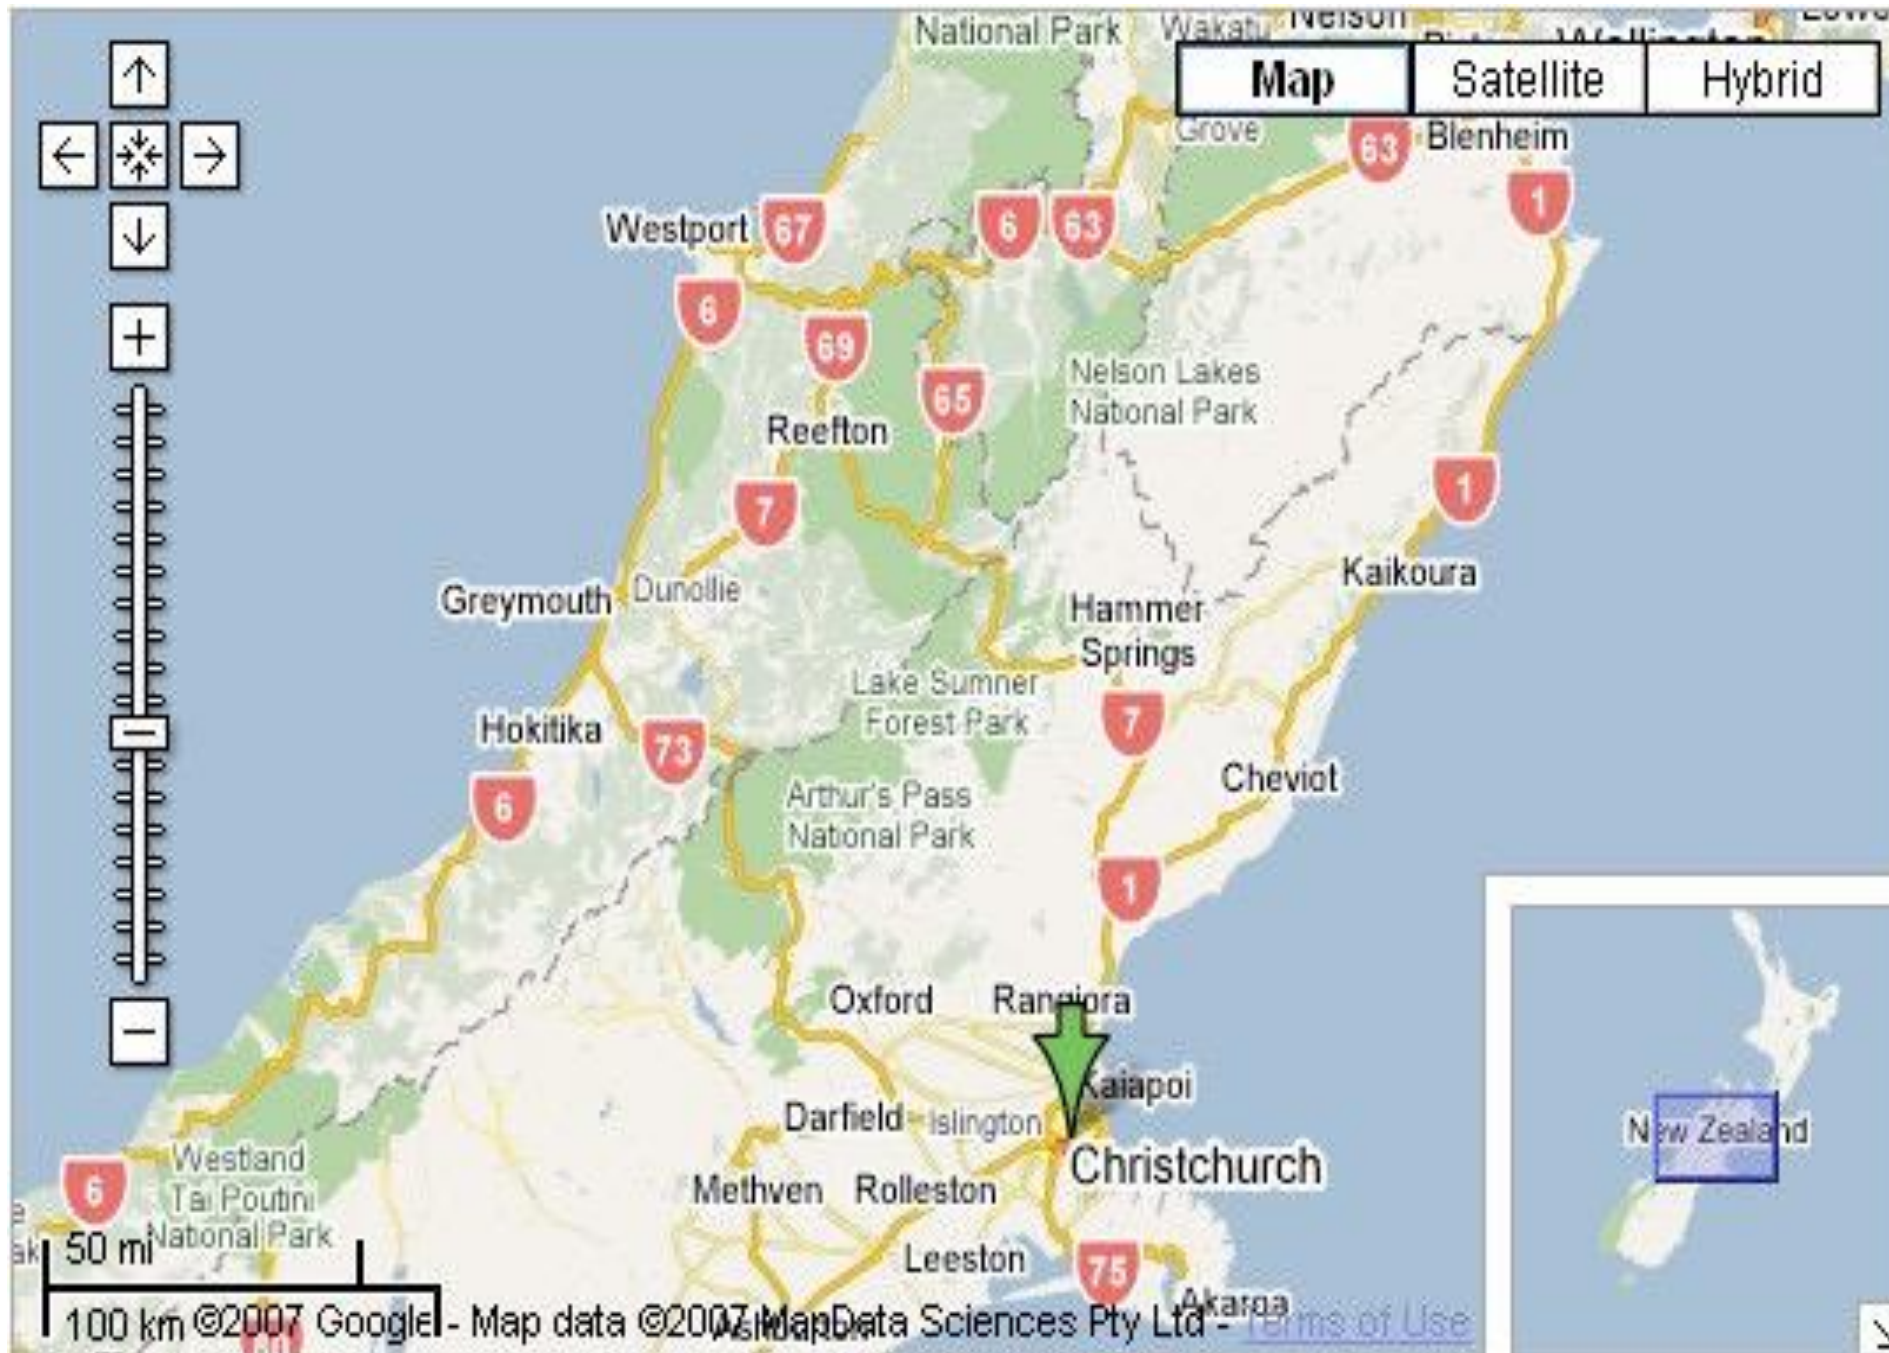 National Park
Wakatu
Nelson
Wellington
Map
Satellite
Hybrid
Grove
63
Blenheim
1
Westport
67
6
63
6
69
65
Nelson Lakes
National Park
Reefton
7
1
Kaikoura
Greymouth
Dunollie
Hammer
Springs
Lake Sumner
Forest Park
7
Hokitika
73
Cheviot
6
Arthur's Pass
National Park
1
Oxford
Rangiora
Kaiapoi
Darfield
Islington
New Zealand
Christchurch
Westland
Tai Poutini
National Park
6
Methven
Rolleston
50 mi
Leeston
75
Akaroa
100 km ©2007 Google - Map data ©2007 MapData Sciences Pty Ltd - Terms of Use